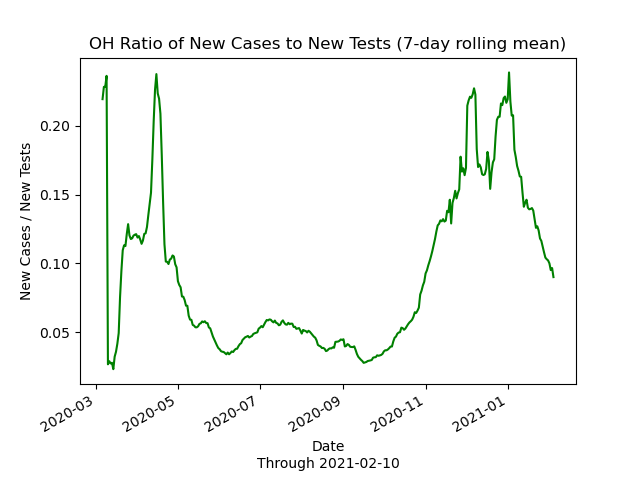 OH Ratio of New Cases to New Tests (7-day rolling mean)
New Cases / New Tests
0.20
0.15
0.10
0.05
2020-03
2020-05
2020-07
2020-09
2020-11
2021-01
Date
Through 2021-02-10